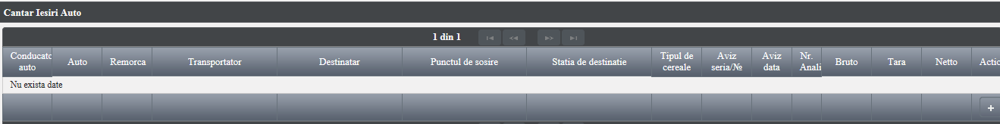 Cantar Iesiri Auto
1 din 1
Conducato
auto
Auto
Remorca
Transportator
Destinatar
Punctul de sosire
Statia de destinatie
Tipul de
cereale
Aviz
seria/№
Aviz
data
Nr.
Anali
Bruto
Tara
Netto
Actio
Nu exista date
+